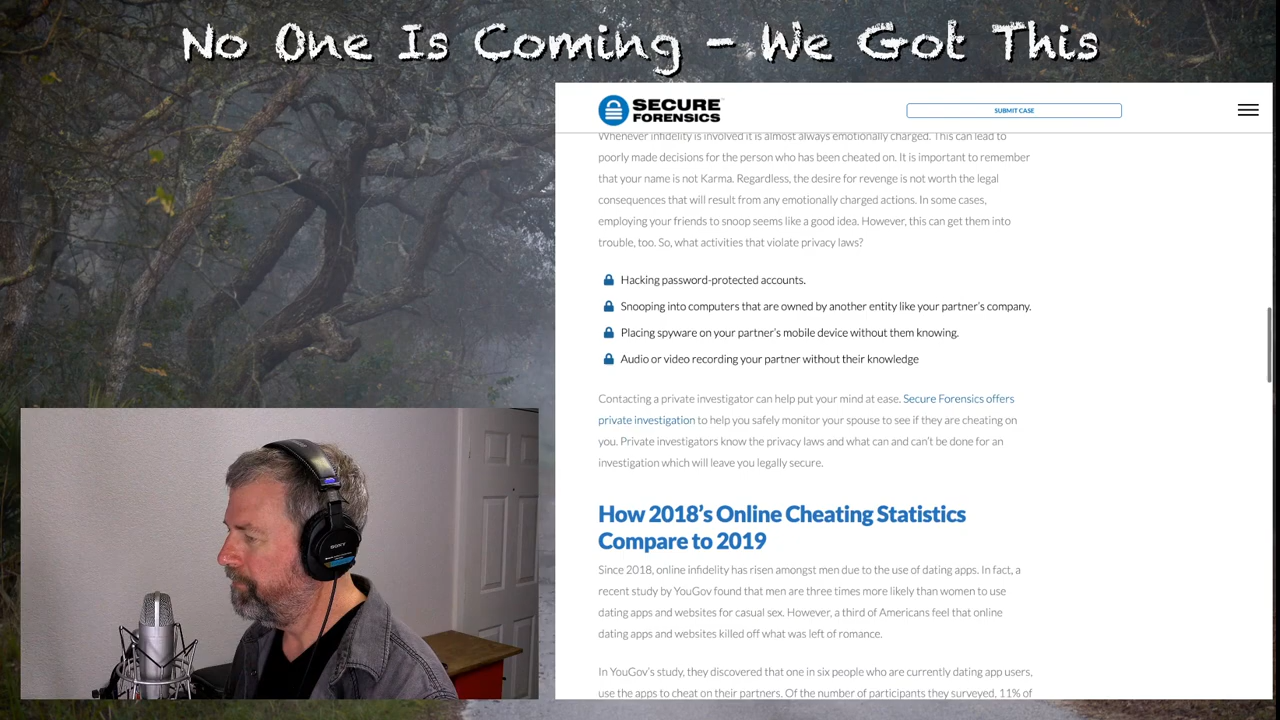 No One Is Coming - We Got This
SECURE
FORENSICS
SUBMIT CASE
Whenever infidelity is involved it is almost always emotionally charged. This can lead to
poorly made decisions for the person who has been cheated on. It is important to remember
that your name is not Karma. Regardless, the desire for revenge is not worth the legal
consequences that will result from any emotionally charged actions. In some cases,
employing your friends to snoop seems like a good idea. However, this can get them into
trouble, too. So, what activities that violate privacy laws?
Hacking password-protected accounts.
Snooping into computers that are owned by another entity like your partner's company.
Placing spyware on your partner's mobile device without them knowing.
Audio or video recording your partner without their knowledge
Contacting a private investigator can help put your mind at ease. Secure Forensics offers
private investigation to help you safely monitor your spouse to see if they are cheating on
you. Private investigators know the privacy laws and what can and can't be done for an
investigation which will leave you legally secure.
How 2018's Online Cheating Statistics
Compare to 2019
Since 2018, online infidelity has risen amongst men due to the use of dating apps. In fact, a
recent study by YouGov found that men are three times more likely than women to use
dating apps and websites for casual sex. However, a third of Americans feel that online
dating apps and websites killed off what was left of romance.
In YouGov's study, they discovered that one in six people who are currently dating app users,
use the apps to cheat on their partners. Of the number of participants they surveyed, 11% of
SONY